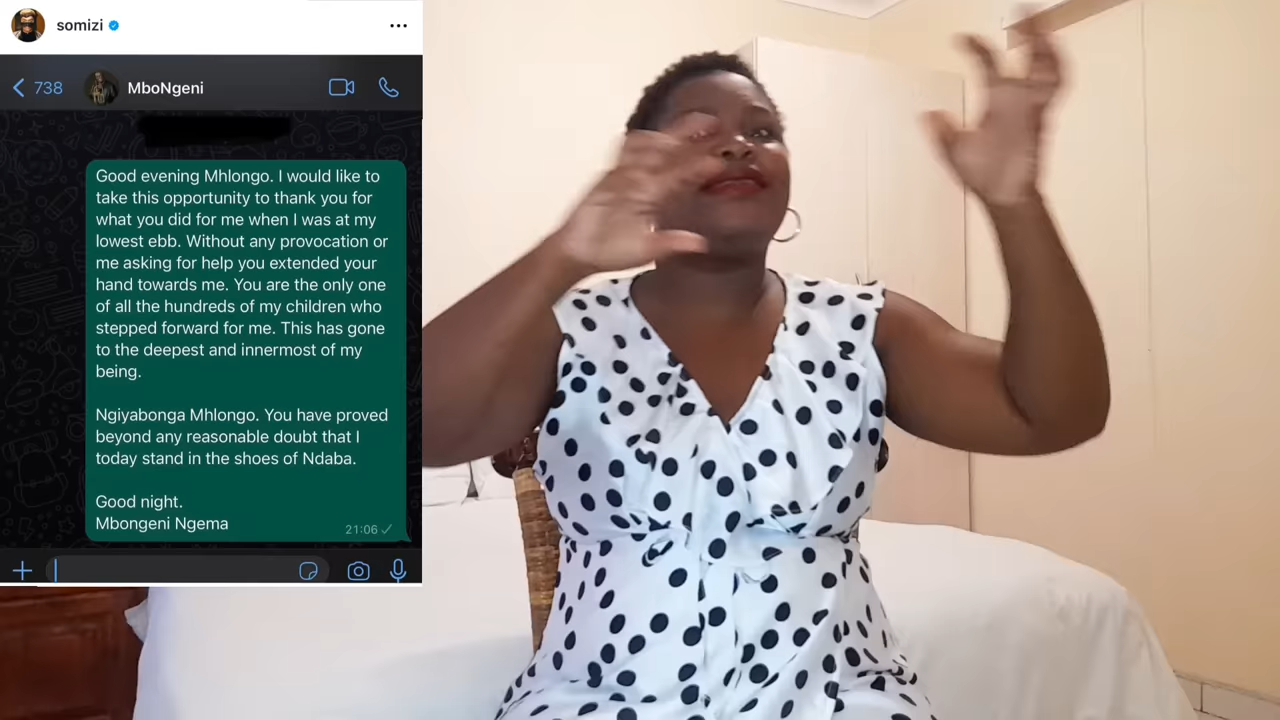 somizi
738
MboNgeni
Good evening Mhlongo. I would like to
take this opportunity to thank you for
what you did for me when I was at my
lowest ebb. Without any provocation or
me asking for help you extended your
hand towards me. You are the only one
of all the hundreds of my children who
stepped forward for me. This has gone
to the deepest and innermost of my
being.
Ngiyabonga Mhlongo. You have proved
beyond any reasonable doubt that I
today stand in the shoes of Ndaba.
Good night.
Mbongeni Ngema
21:06